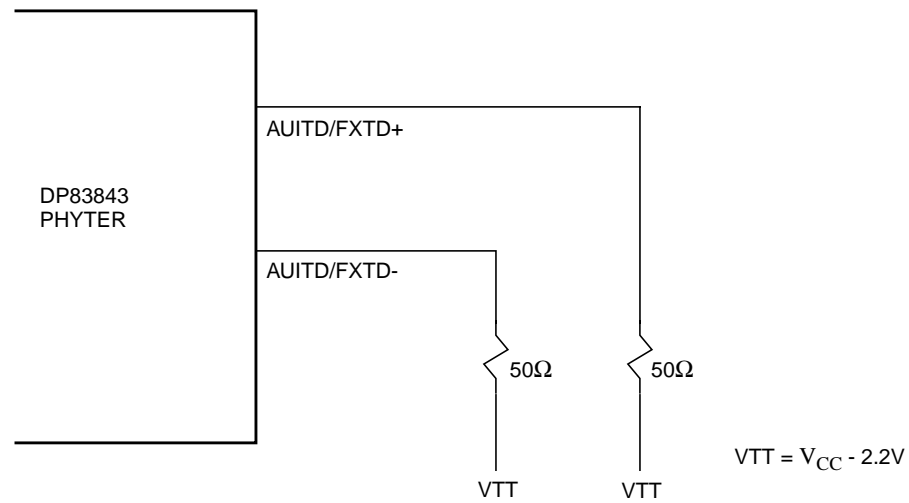 AUITD/FXTD+
DP83843
PHYTER
AUITD/FXTD-
50Ω
50Ω
VTT = VCC - 2.2V
VTT
VTT